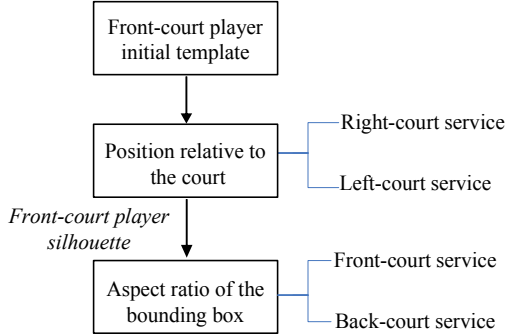 Front-court player
initial template
Position relative to
the court
Right-court service
Left-court service
Front-court player
silhouette
Aspect ratio of the
bounding box
Front-court service
Back-court service